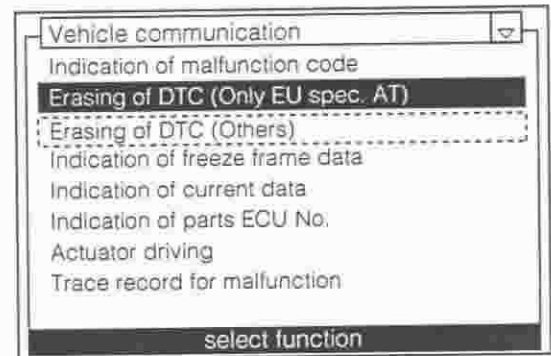 Vehicle communication
Indication of malfunction code
Erasing of DTC (Only EU spec. AT)
Erasing of DTC (Others)
Indication of freeze frame data
Indication of current data
Indication of parts ECU No.
Actuator driving
Trace record for malfunction
select function